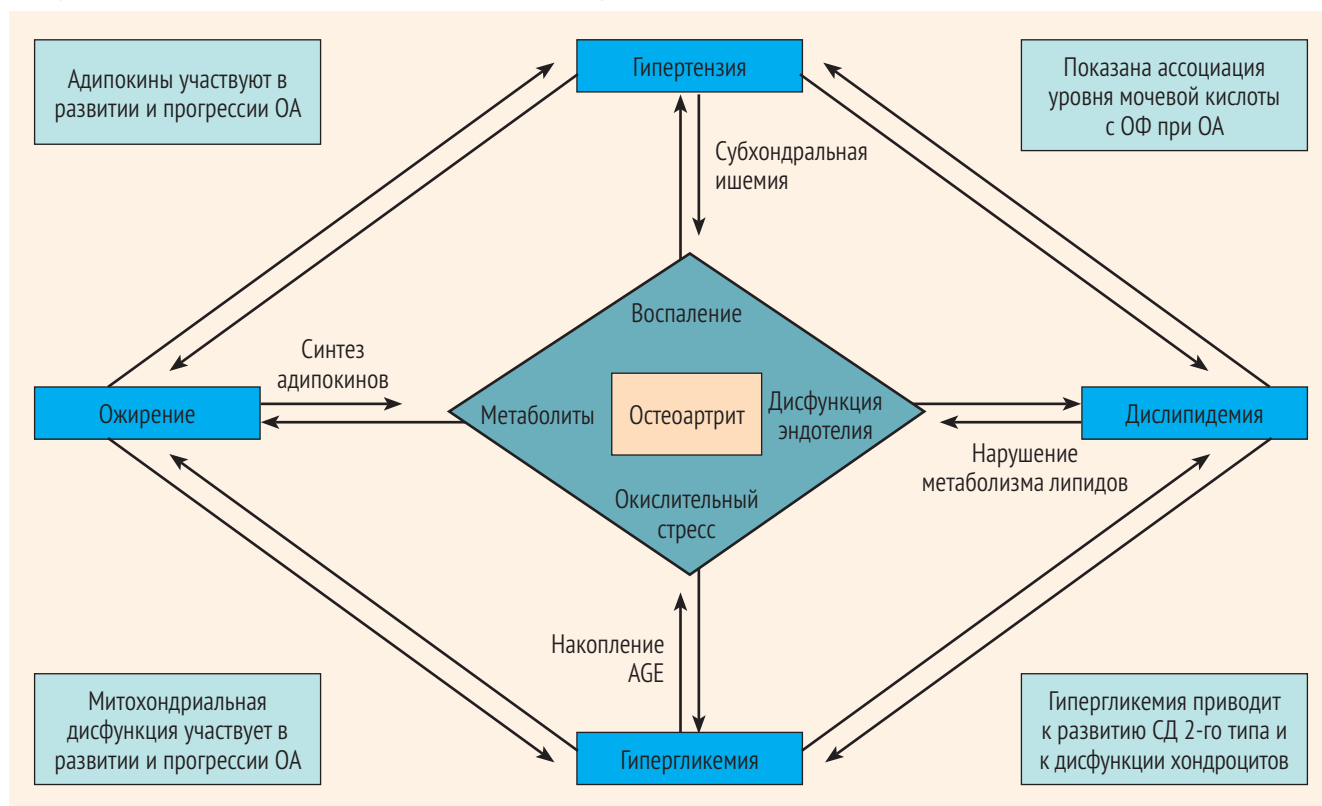 Адипокины участвуют в
развитии и прогрессии ОА
Гипертензия
Показана ассоциация
уровня мочевой кислоты
с ОФ при ОА
Субхондральная
ишемия
Воспаление
Синтез
адипокинов
Ожирение
Метаболиты
Остеоартрит
Дисфункция
эндотелия
Дислипидемия
Нарушение
метаболизма липидов
Окислительный
стресс
Накопление
AGE
Митохондриальная
дисфункция участвует в
развитии и прогрессии ОА
Гипергликемия
Гипергликемия приводит
к развитию СД 2-го типа и
к дисфункции хондроцитов